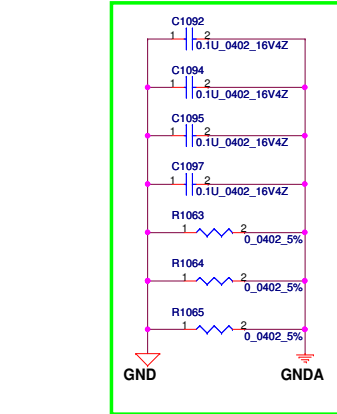 C1092
1 2
0.1U_0402_16V4Z
C1094
1 2
0.1U_0402_16V4Z
C1095
1 2
0.1U_0402_16V4Z
C1097
1 2
0.1U_0402_16V4Z
R1063
1 2
0_0402_5%
R1064
1 2
0_0402_5%
R1065
1 2
0_0402_5%
GND GNDA